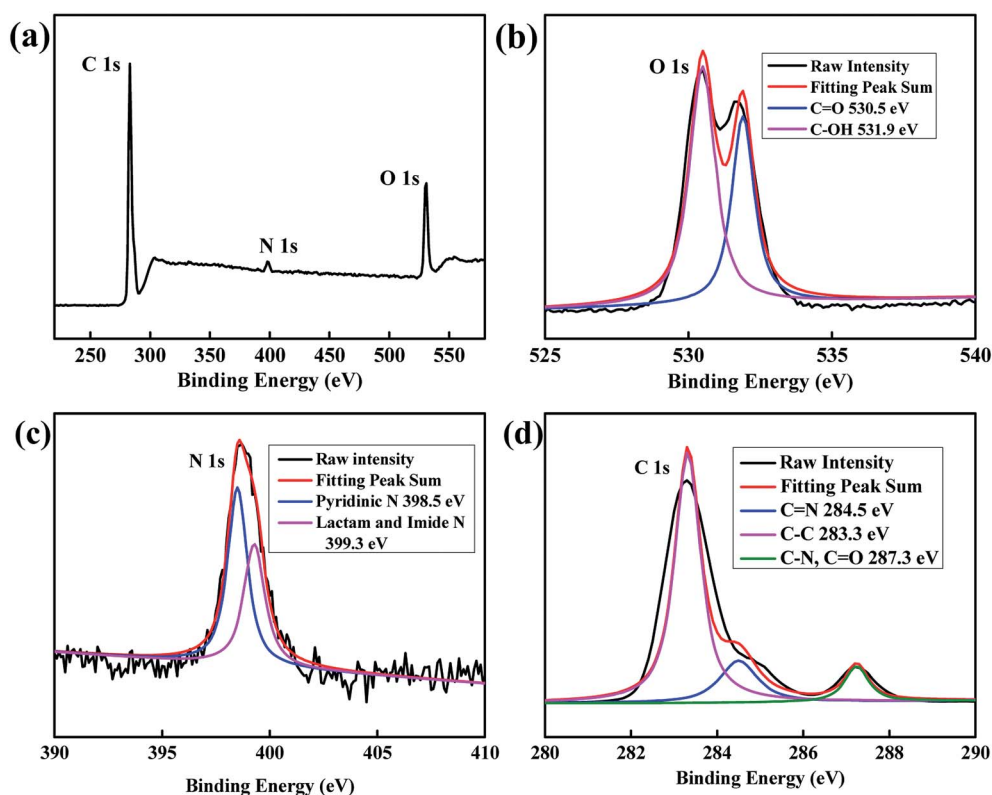 (a)
C 1s
N 1s
O 1s
250 300 350 400 450 500 550
Binding Energy (eV)
(b)
O 1s
Raw Intensity
Fitting Peak Sum
C=O 530.5 eV
C-OH 531.9 eV
525 530 535 540
Binding Energy (eV)
(c)
N 1s
Raw intensity
Fitting Peak Sum
Pyridinic N 398.5 eV
Lactam and Imide N
399.3 eV
390 395 400 405 410
Binding Energy (eV)
(d)
C 1s
Raw Intensity
Fitting Peak Sum
C=N 284.5 eV
C-C 283.3 eV
C-N, C=O 287.3 eV
280 282 284 286 288 290
Binding Energy (eV)